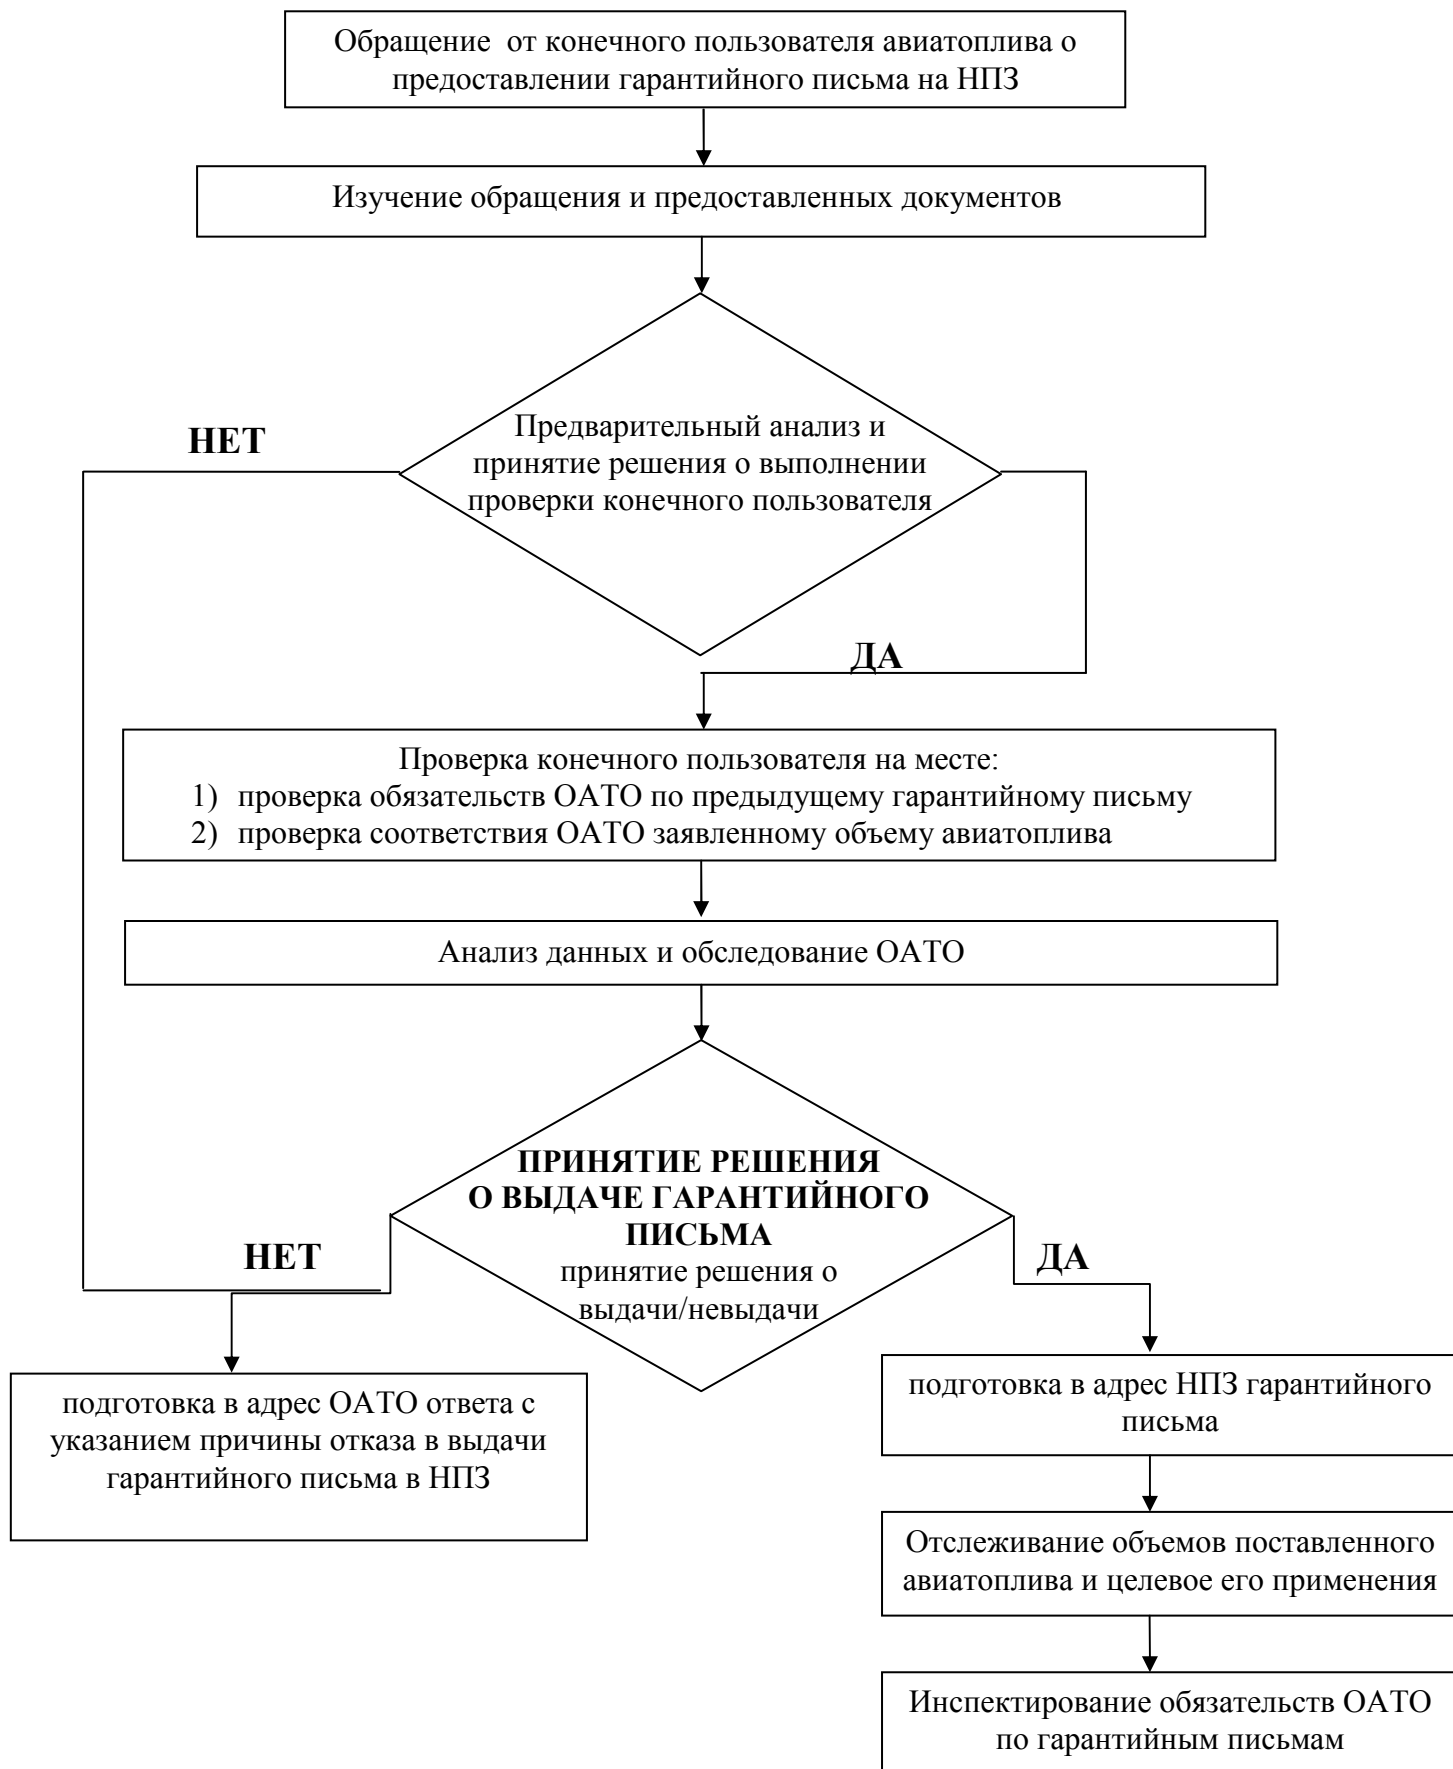 Обращение  от конечного пользователя авиатоплива о
предоставлении гарантийного письма на НПЗ
Изучение обращения и предоставленных документов
Предварительный анализ и
принятие решения о выполнении
проверки конечного пользователя
НЕТ
ДА
Проверка конечного пользователя на месте:
1) проверка обязательств ОАТО по предыдущему гарантийному письму
2) проверка соответствия ОАТО заявленному объему авиатоплива
Анализ данных и обследование ОАТО
ПРИНЯТИЕ РЕШЕНИЯ
О ВЫДАЧЕ ГАРАНТИЙНОГО
ПИСЬМА
принятие решения о
выдачи/невыдачи
НЕТ
ДА
подготовка в адрес ОАТО ответа с
указанием причины отказа в выдачи
гарантийного письма в НПЗ
подготовка в адрес НПЗ гарантийного
письма
Отслеживание объемов поставленного
авиатоплива и целевое его применения
Инспектирование обязательств ОАТО
по гарантийным письмам